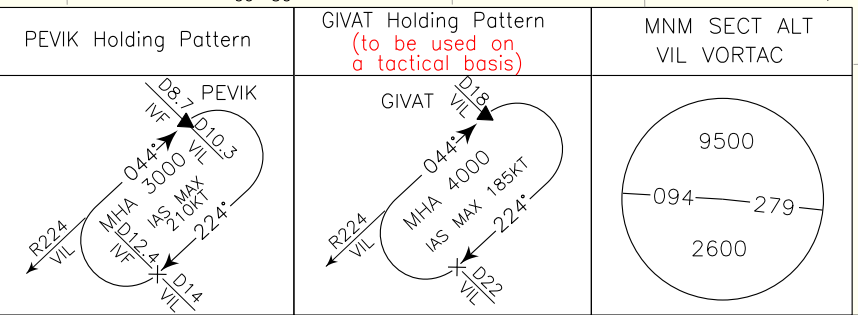 PEVIK Holding Pattern
D8.7
IVF
PEVIK
D10.3
VIL
044°
MHA 3000
IAS MAX
210KT
224°
R224
VIL
D12.4
IVF
D14
VIL
GIVAT Holding Pattern
(to be used on
a tactical basis)
D18
VIL
GIVAT
044°
MHA 4000
IAS MAX 185KT
224°
R224
VIL
D22
VIL
MNM SECT ALT
VIL VORTAC
9500
094
279
2600